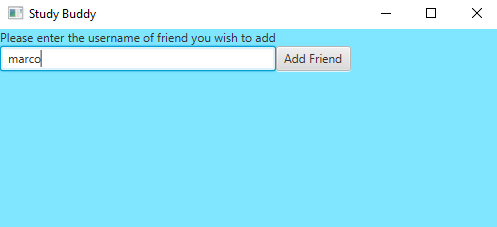 Study Buddy
Please enter the username of friend you wish to add
marco
Add Friend